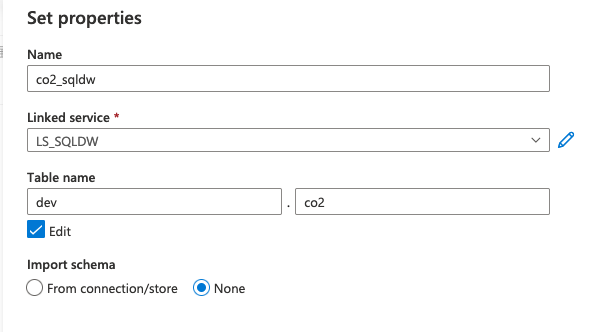 Set properties
Name
co2_sqldw
Linked service *
LS_SQLDW
Table name
dev . co2
Edit
Import schema
From connection/store None